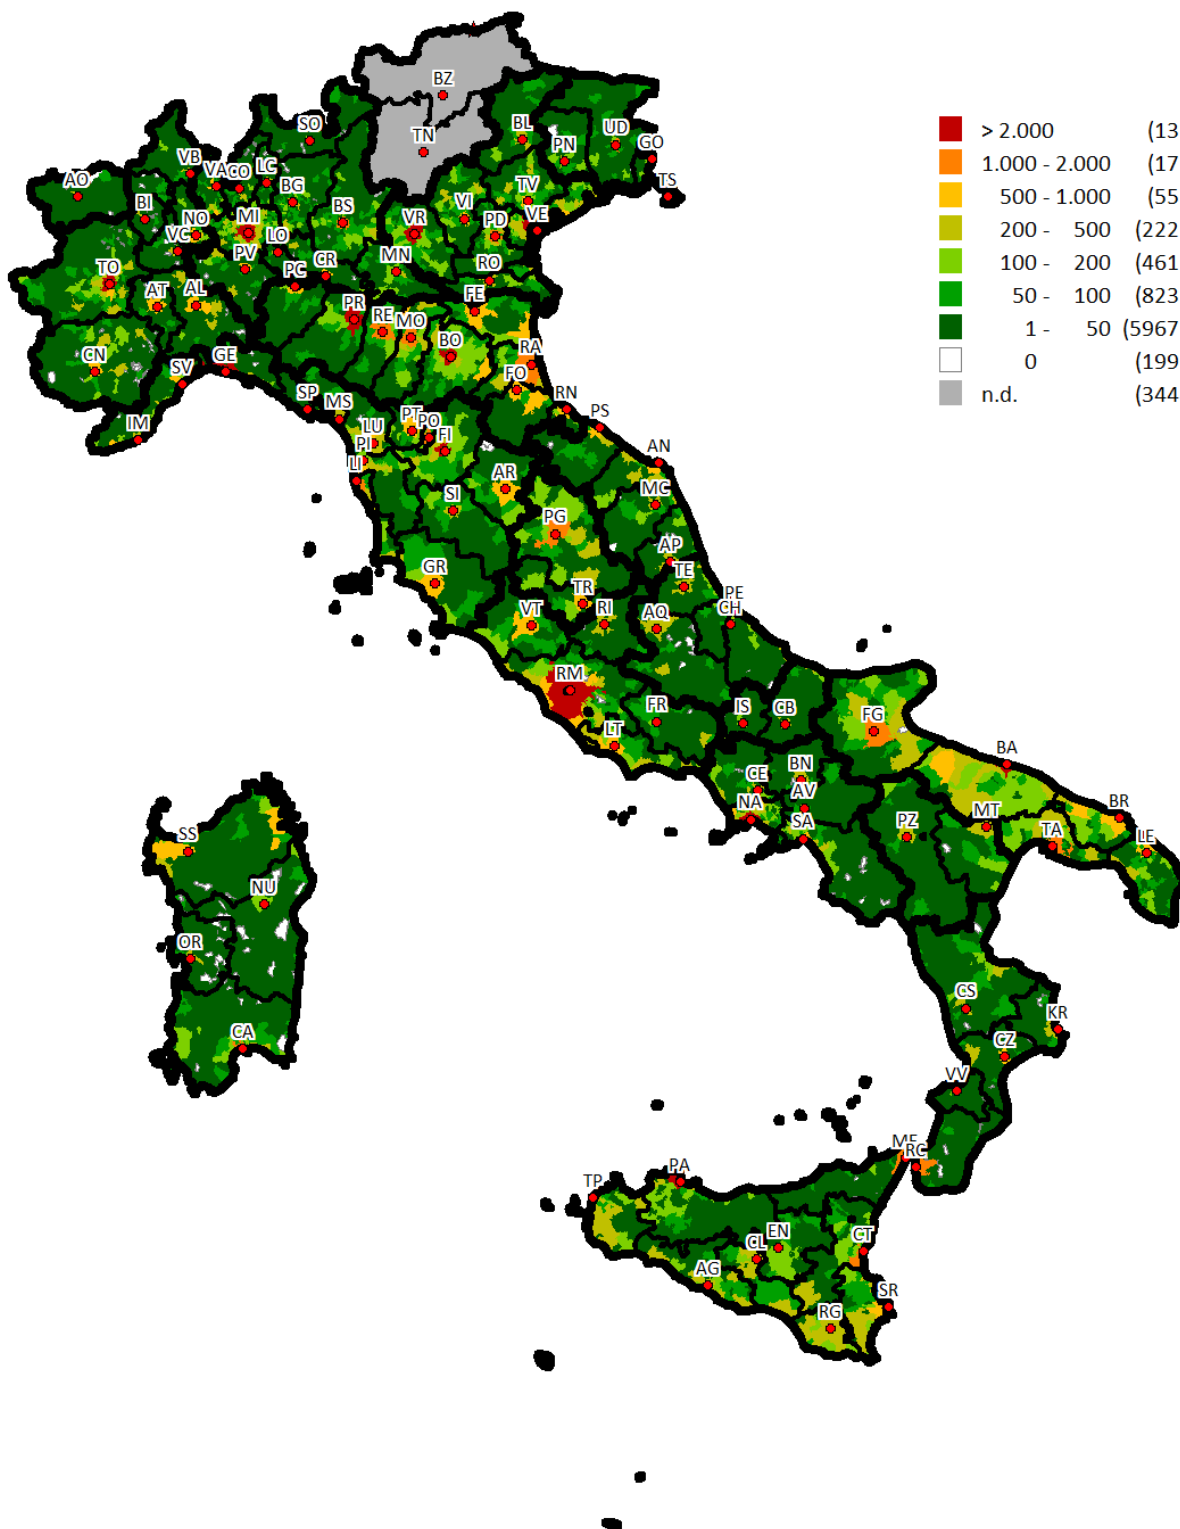 BZ
SO
TN
BL
UD
PN
GO
> 2.000 (13
1.000 - 2.000 (17
500 - 1.000 (55
200 - 500 (222
100 - 200 (461
50 - 100 (823
1 - 50 (5967
0 (199
n.d. (344
VB
VA
CO
LC
AO
BI
BG
TV
TS
NO
MI
BS
VR
VI
PD
VE
VC
LO
TO
PV
CR
MN
RO
PC
AT
AL
PR
RE
MO
FE
BO
RA
CN
SV
GE
FO
SP
MS
RN
PS
IM
LU
PT
PO
FI
PI
LI
AN
AR
MC
SI
PG
AP
GR
TR
TE
VT
RI
AQ
PE
CH
RM
FR
IS
CB
FG
LT
BA
CE
BN
NA
AV
SA
PZ
MT
BR
TA
LE
SS
NU
OR
CA
CS
KR
CZ
VV
ME
RC
TP
PA
EN
CT
CL
AG
SR
RG